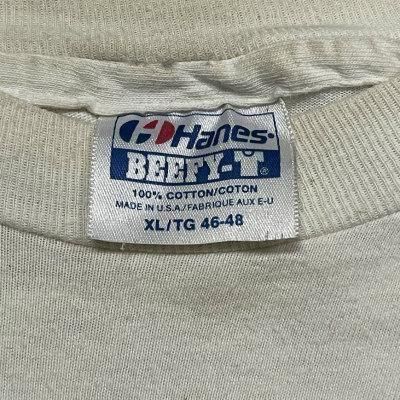 Hanes
BEEFY-T
®
100% COTTON/COTON
MADE IN U.S.A./FABRIQUE AUX E-U
XL/TG 46-48